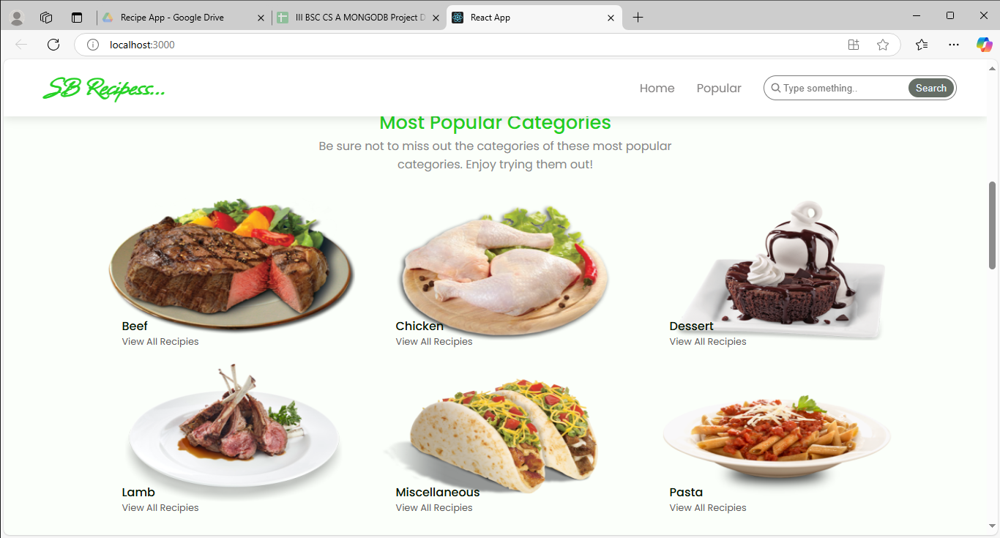 Recipe App - Google Drive
III BSC CS A MONGODB Project D
React App
localhost:3000
SB Recipess...
Home
Popular
Type something..
Search
Most Popular Categories
Be sure not to miss out the categories of these most popular
categories. Enjoy trying them out!
Beef
View All Recipies
Chicken
View All Recipies
Dessert
View All Recipies
Lamb
View All Recipies
Miscellaneous
View All Recipies
Pasta
View All Recipies